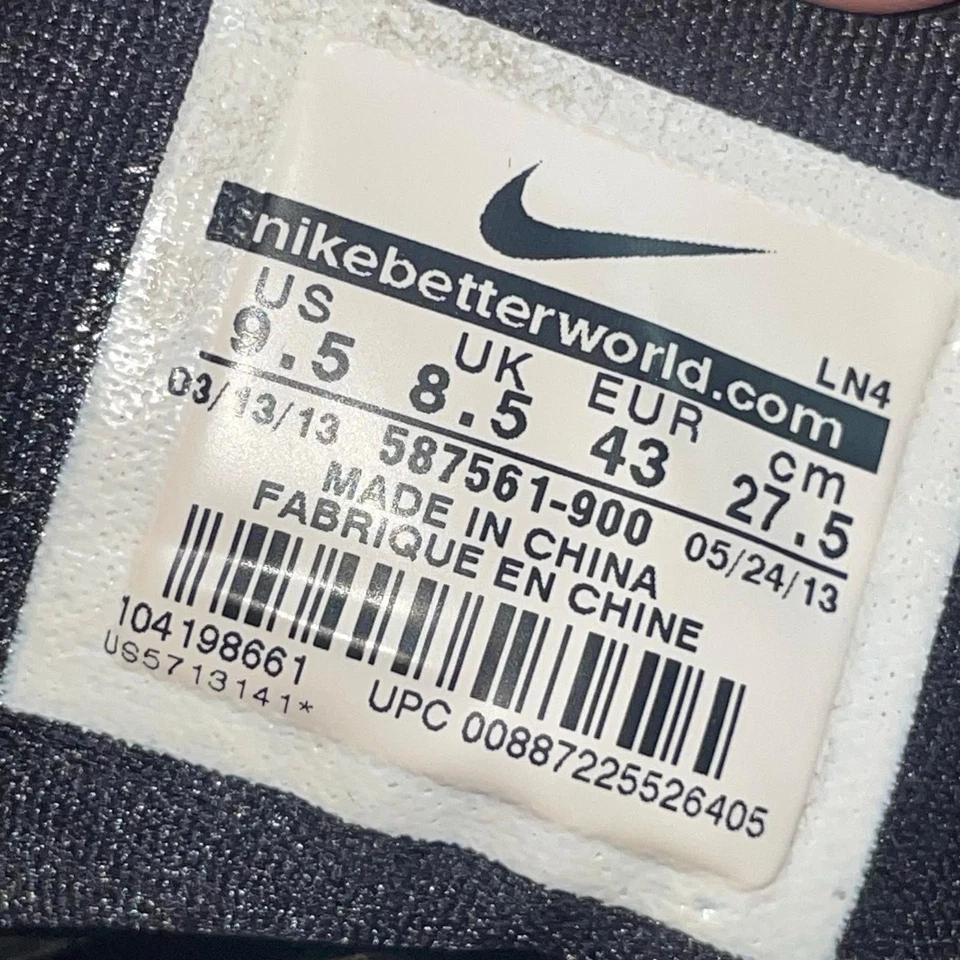 nikebetterworld.com
LN4
US UK EUR cm
9.5 8.5 43 27.5
03/13/13 587561-900 05/24/13
MADE IN CHINA
FABRIQUE EN CHINE
104198661 UPC 00887225526405
US5713141*